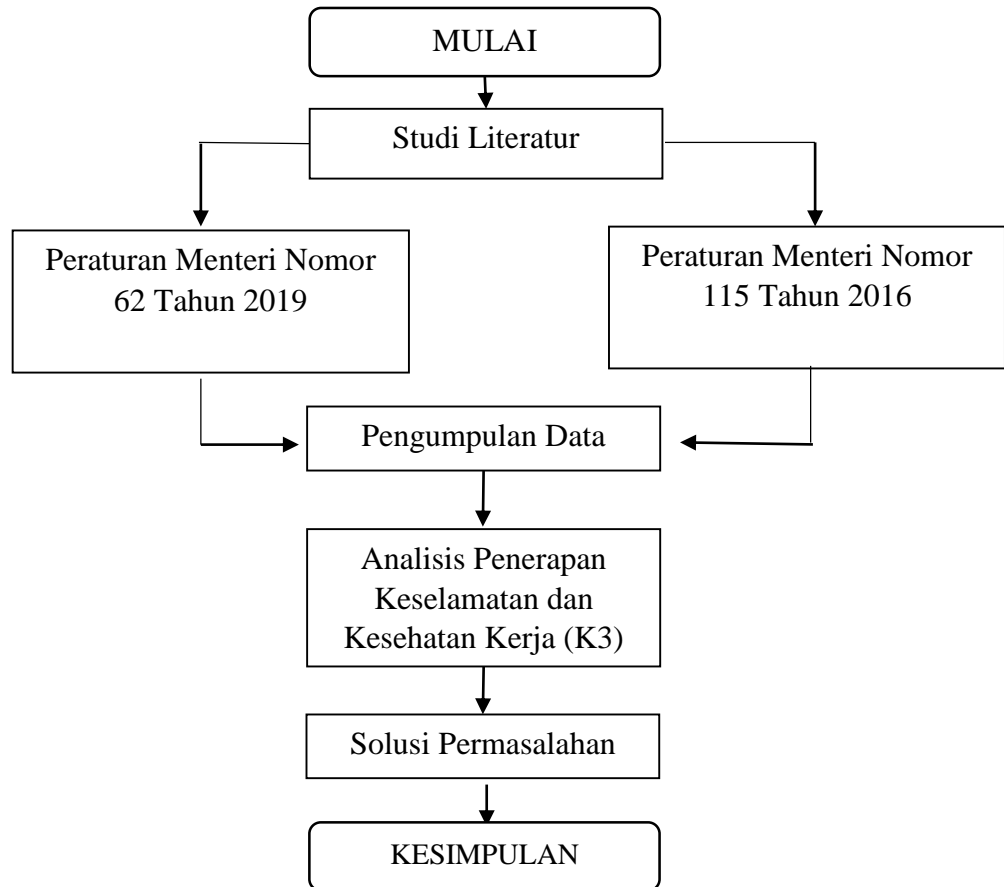 MULAI
Studi Literatur
Peraturan Menteri Nomor
62 Tahun 2019
Peraturan Menteri Nomor
115 Tahun 2016
Pengumpulan Data
Analisis Penerapan
Keselamatan dan
Kesehatan Kerja (K3)
Solusi Permasalahan
KESIMPULAN